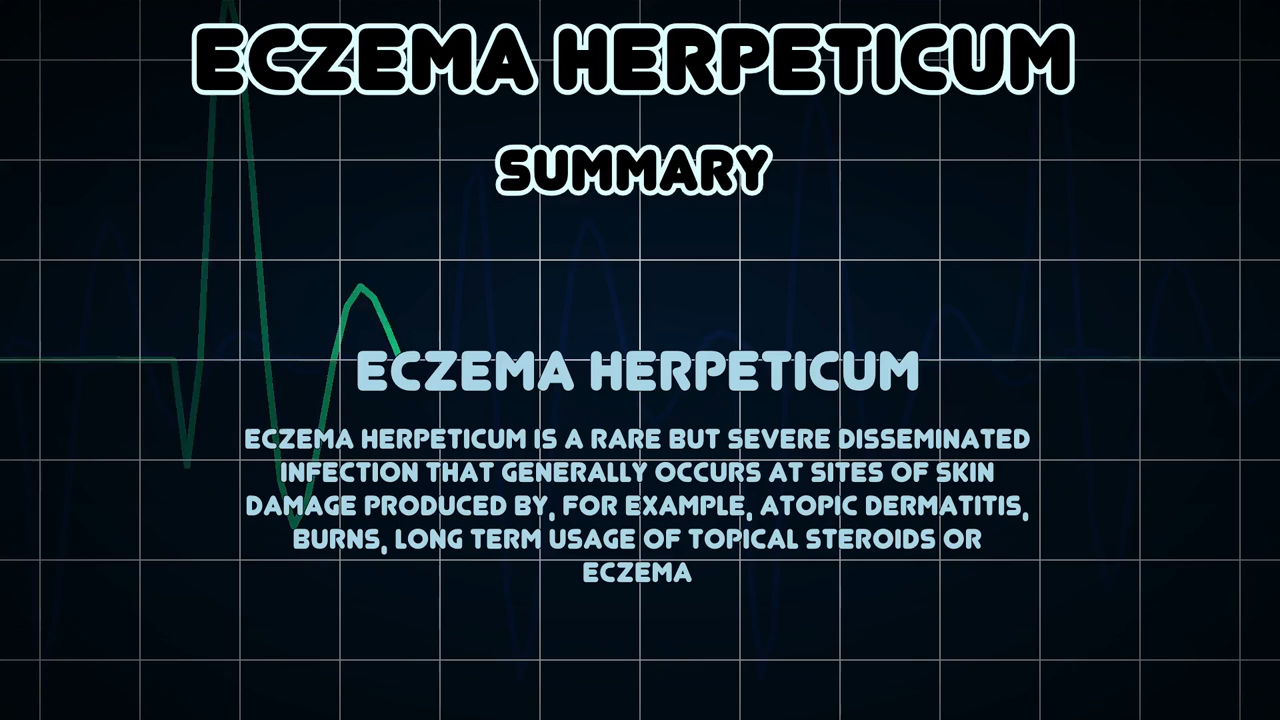 ECZEMA HERPETICUM
SUMMARY
ECZEMA HERPETICUM
ECZEMA HERPETICUM IS A RARE BUT SEVERE DISSEMINATED
INFECTION THAT GENERALLY OCCURS AT SITES OF SKIN
DAMAGE PRODUCED BY, FOR EXAMPLE, ATOPIC DERMATITIS,
BURNS, LONG TERM USAGE OF TOPICAL STEROIDS OR
ECZEMA